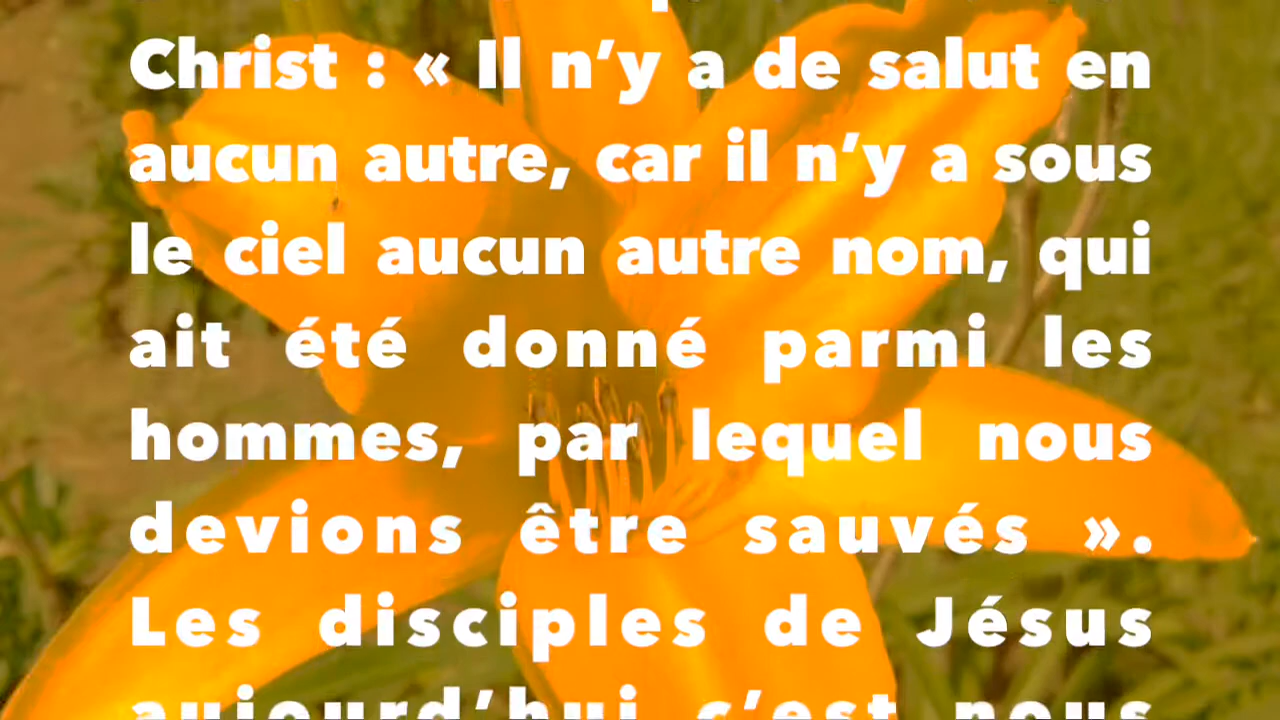 Christ : « Il n’y a de salut en
aucun autre, car il n’y a sous
le ciel aucun autre nom, qui
ait été donné parmi les
hommes, par lequel nous
devions être sauvés ».
Les disciples de Jésus
aujourd’hui c’est nous